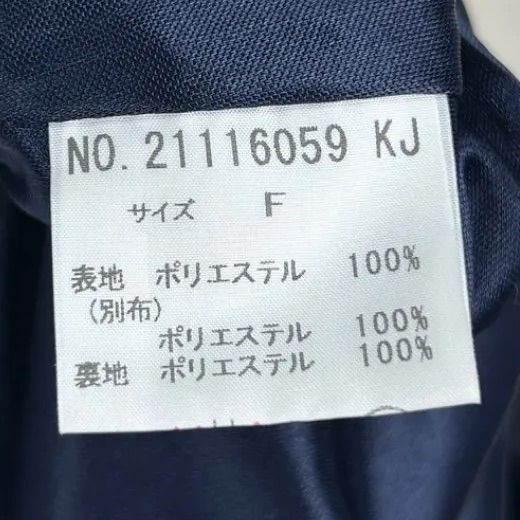 NO. 21116059 KJ
サイズ F
表地 ポリエステル 100%
(別布)
ポリエステル 100%
裏地 ポリエステル 100%